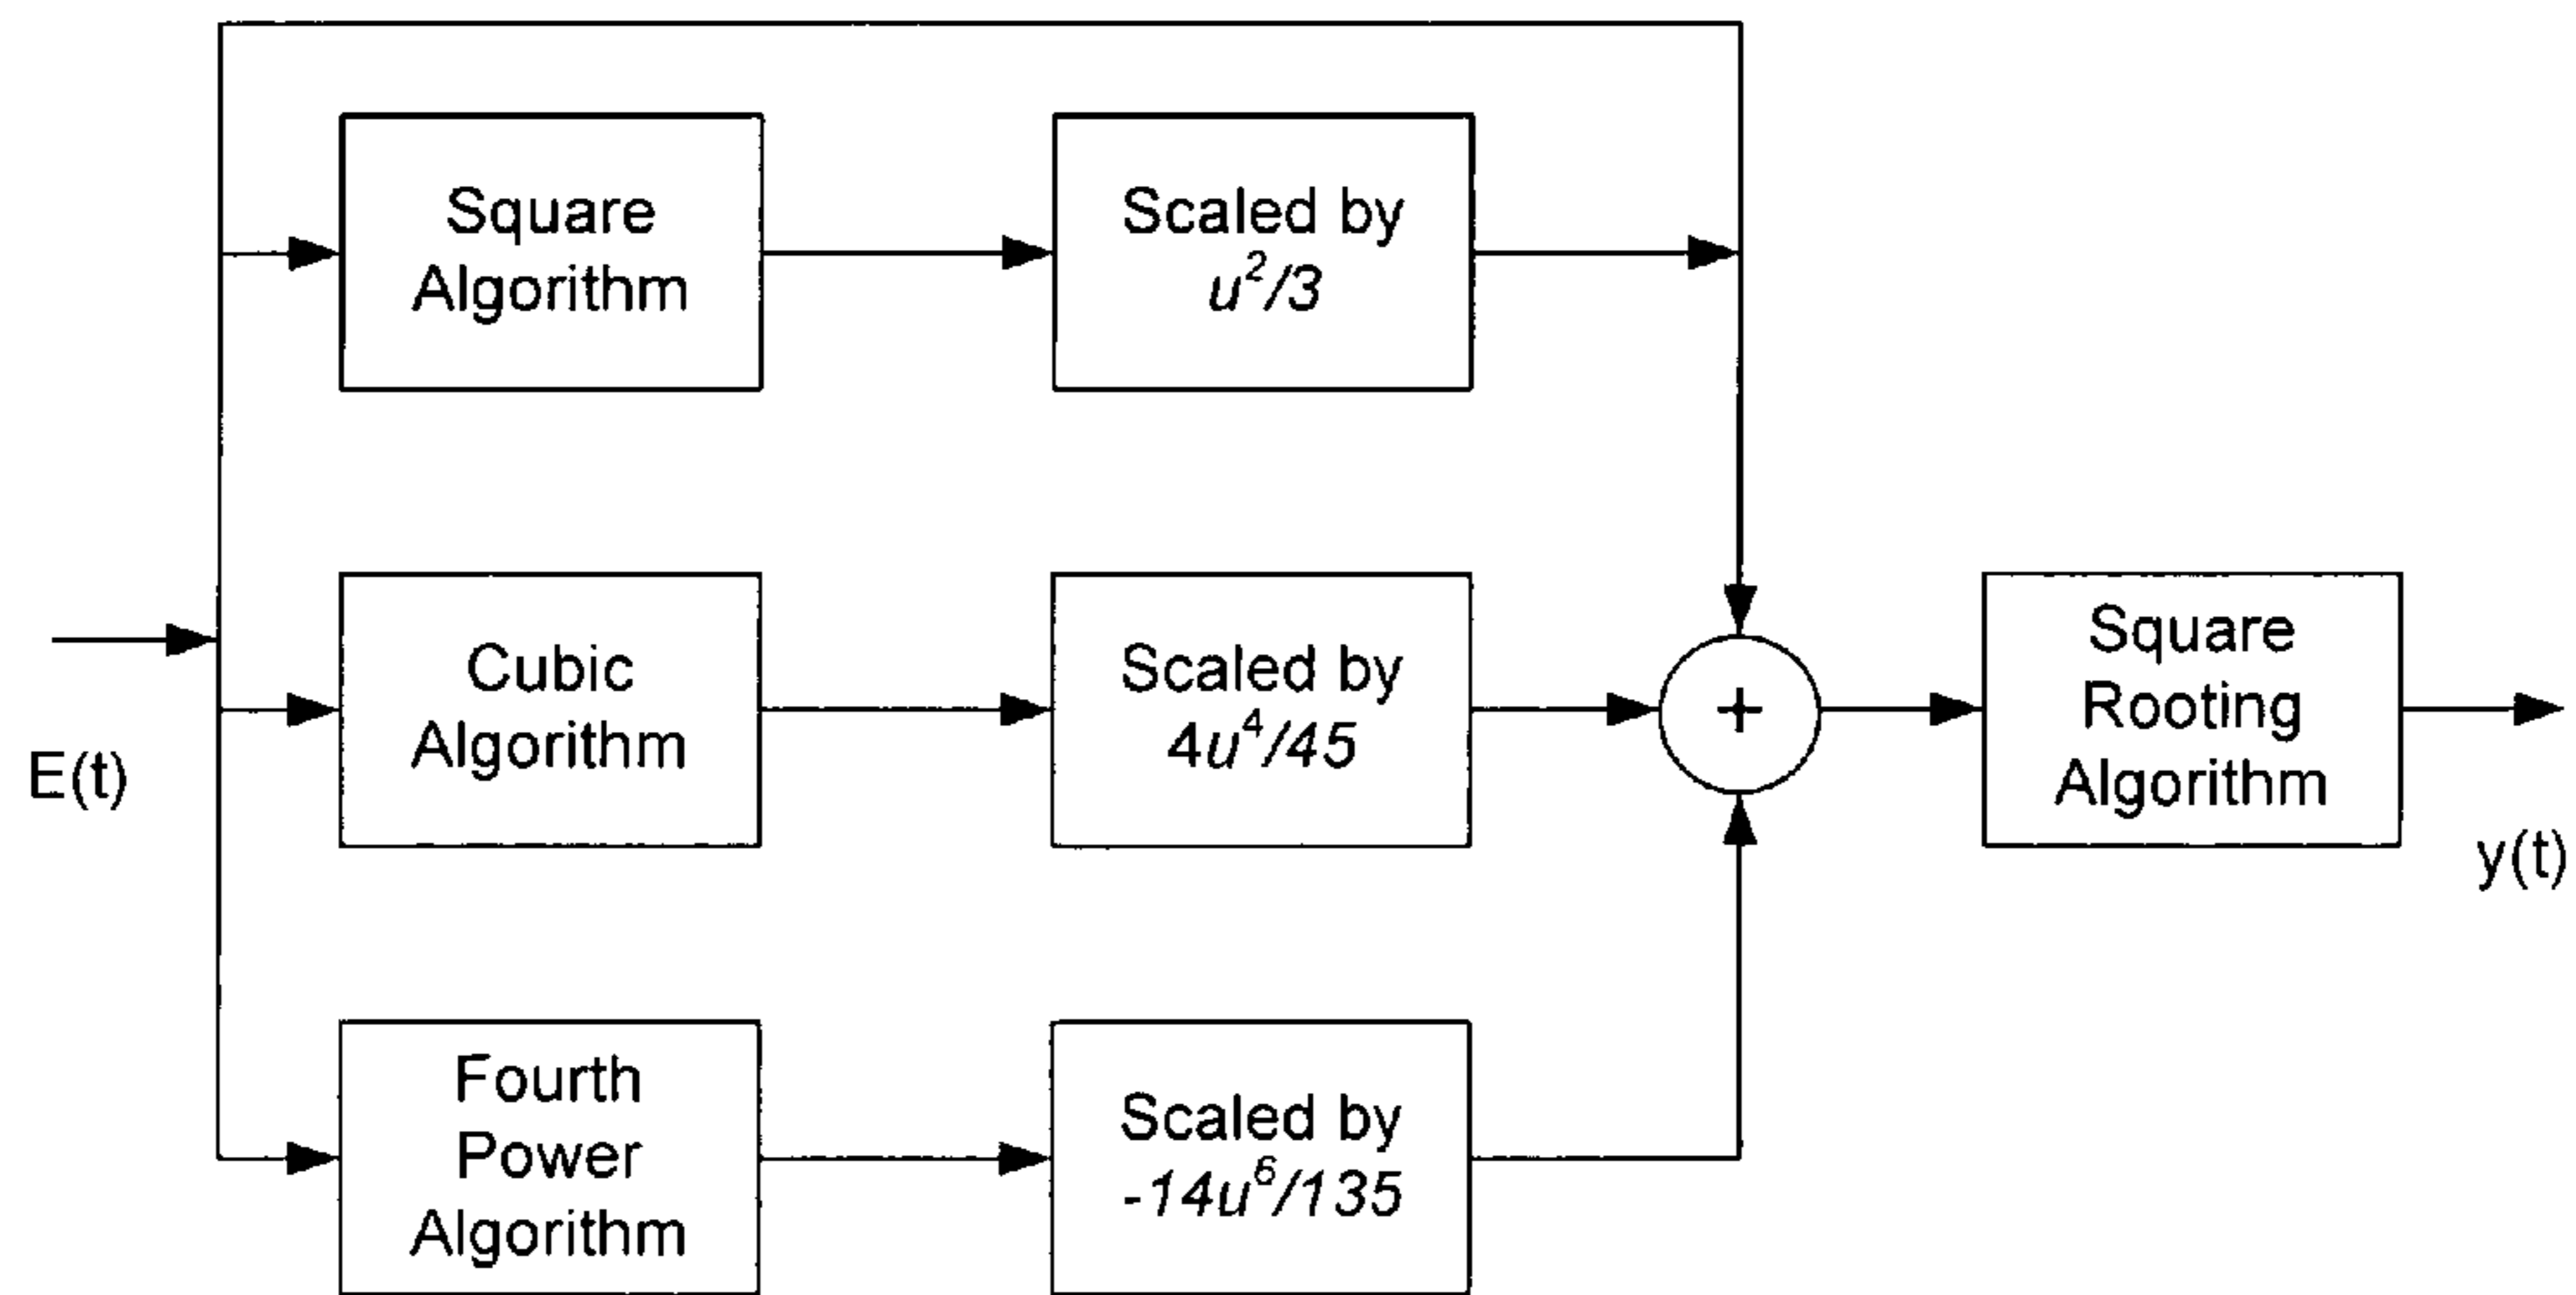 Square
Algorithm
Scaled by
u²/3
Cubic
Algorithm
Scaled by
4u⁴/45
+
Square
Rooting
Algorithm
E(t)
y(t)
Fourth
Power
Algorithm
Scaled by
-14u⁶/135